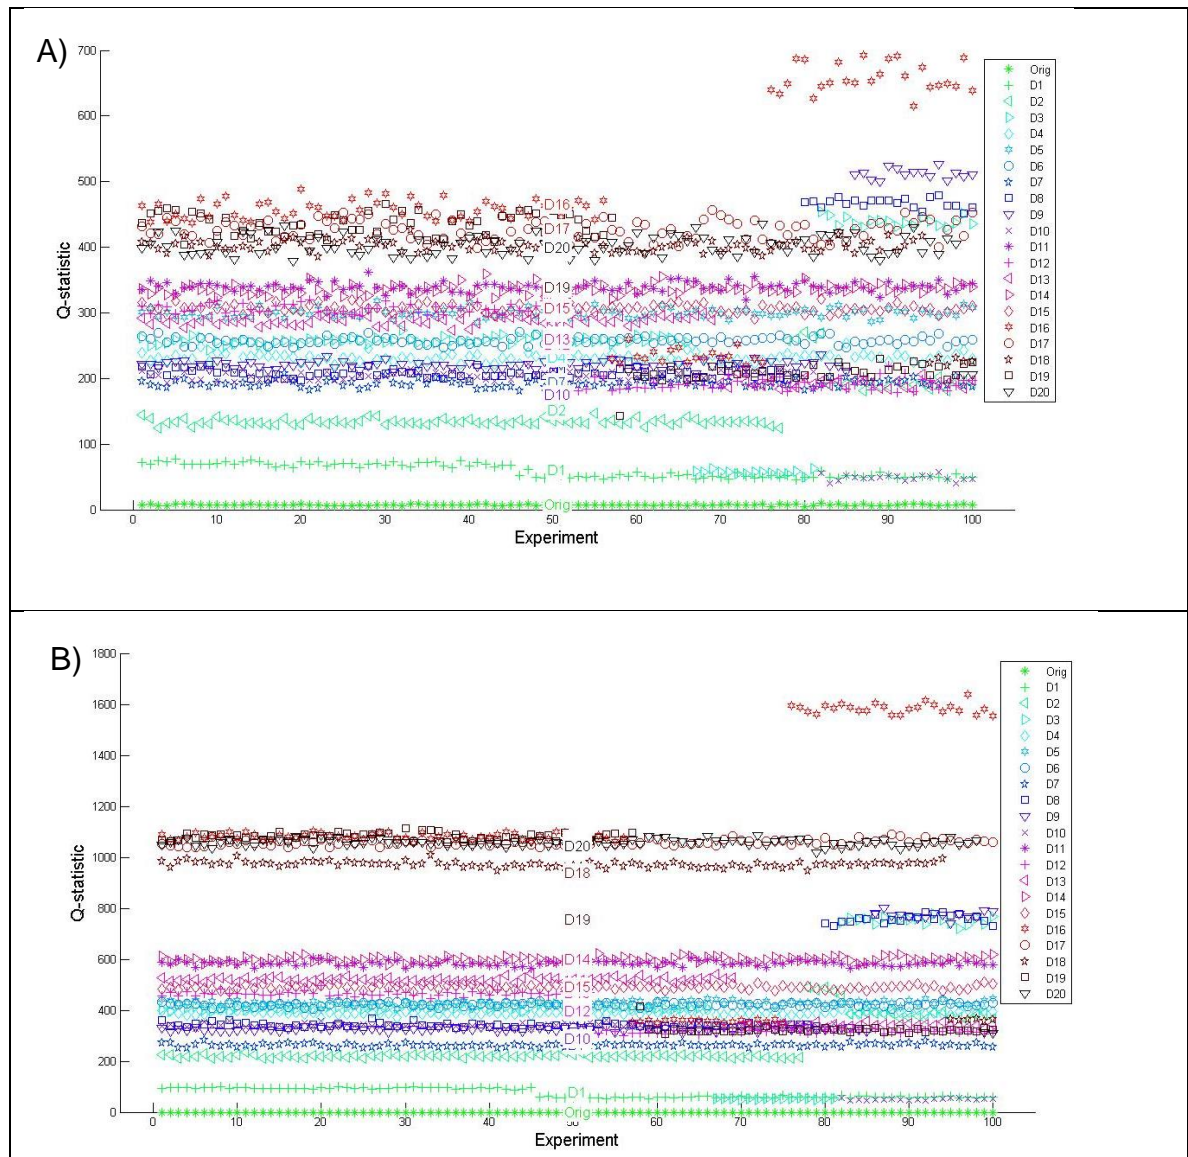 A)
700
600
500
400
300
200
100
0
Q-statistic
0
10
20
30
40
50
60
70
80
90
100
Experiment
D16
D17
D20
D19
D15
D13
D10
D2
D1
Orig
Orig
D1
D2
D3
D4
D5
D6
D7
D8
D9
D10
D11
D12
D13
D14
D15
D16
D17
D18
D19
D20
B)
1800
1600
1400
1200
1000
800
600
400
200
0
Q-statistic
0
10
20
30
40
60
70
80
90
100
Experiment
D20
D18
D19
D14
D15
D12
D10
D1
Orig
Orig
D1
D2
D3
D4
D5
D6
D7
D8
D9
D10
D11
D12
D13
D14
D15
D16
D17
D18
D19
D20